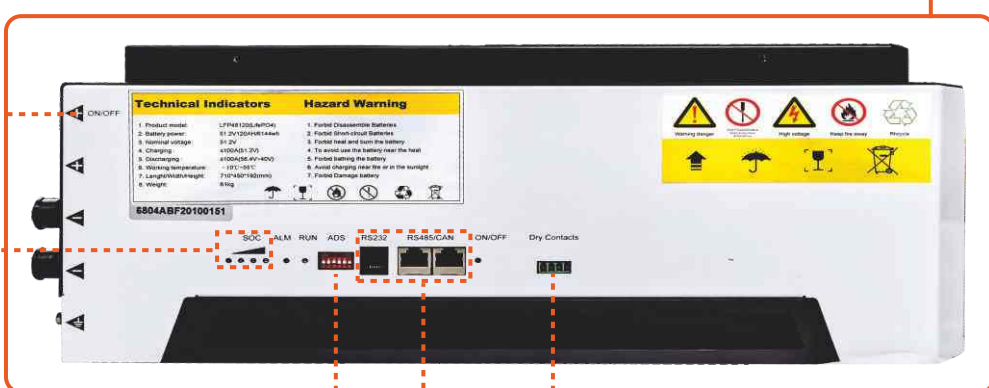 ON/OFF
Technical Indicators
1. Product model: LFP48120(LifePO4)
2. Battery power: 51.2V120AH/6144wh
3. Nominal voltage: 51.2V
4. Charging ≤100A(51.2V)
5. Discharging ≤100A(56.4V~40V)
6. Working temperature: -10℃~55℃
7. Lenght/Width/Height: 710*450*162(mm)
8. Weight: 61kg
Hazard Warning
1. Forbid Disassemble Batteries
2. Forbid Short-circuit Batteries
3. Forbid heat and burn the battery
4. To avoid use the battery near the heat
5. Forbid bathing the battery
6. Avoid charging near fire or in the sunlight
7. Forbid Damage battery
Warning danger
High voltage
Keep fire away
Recycle
6804ABF20100151
SOC ALM RUN ADS RS232 RS485/CAN ON/OFF Dry Contacts